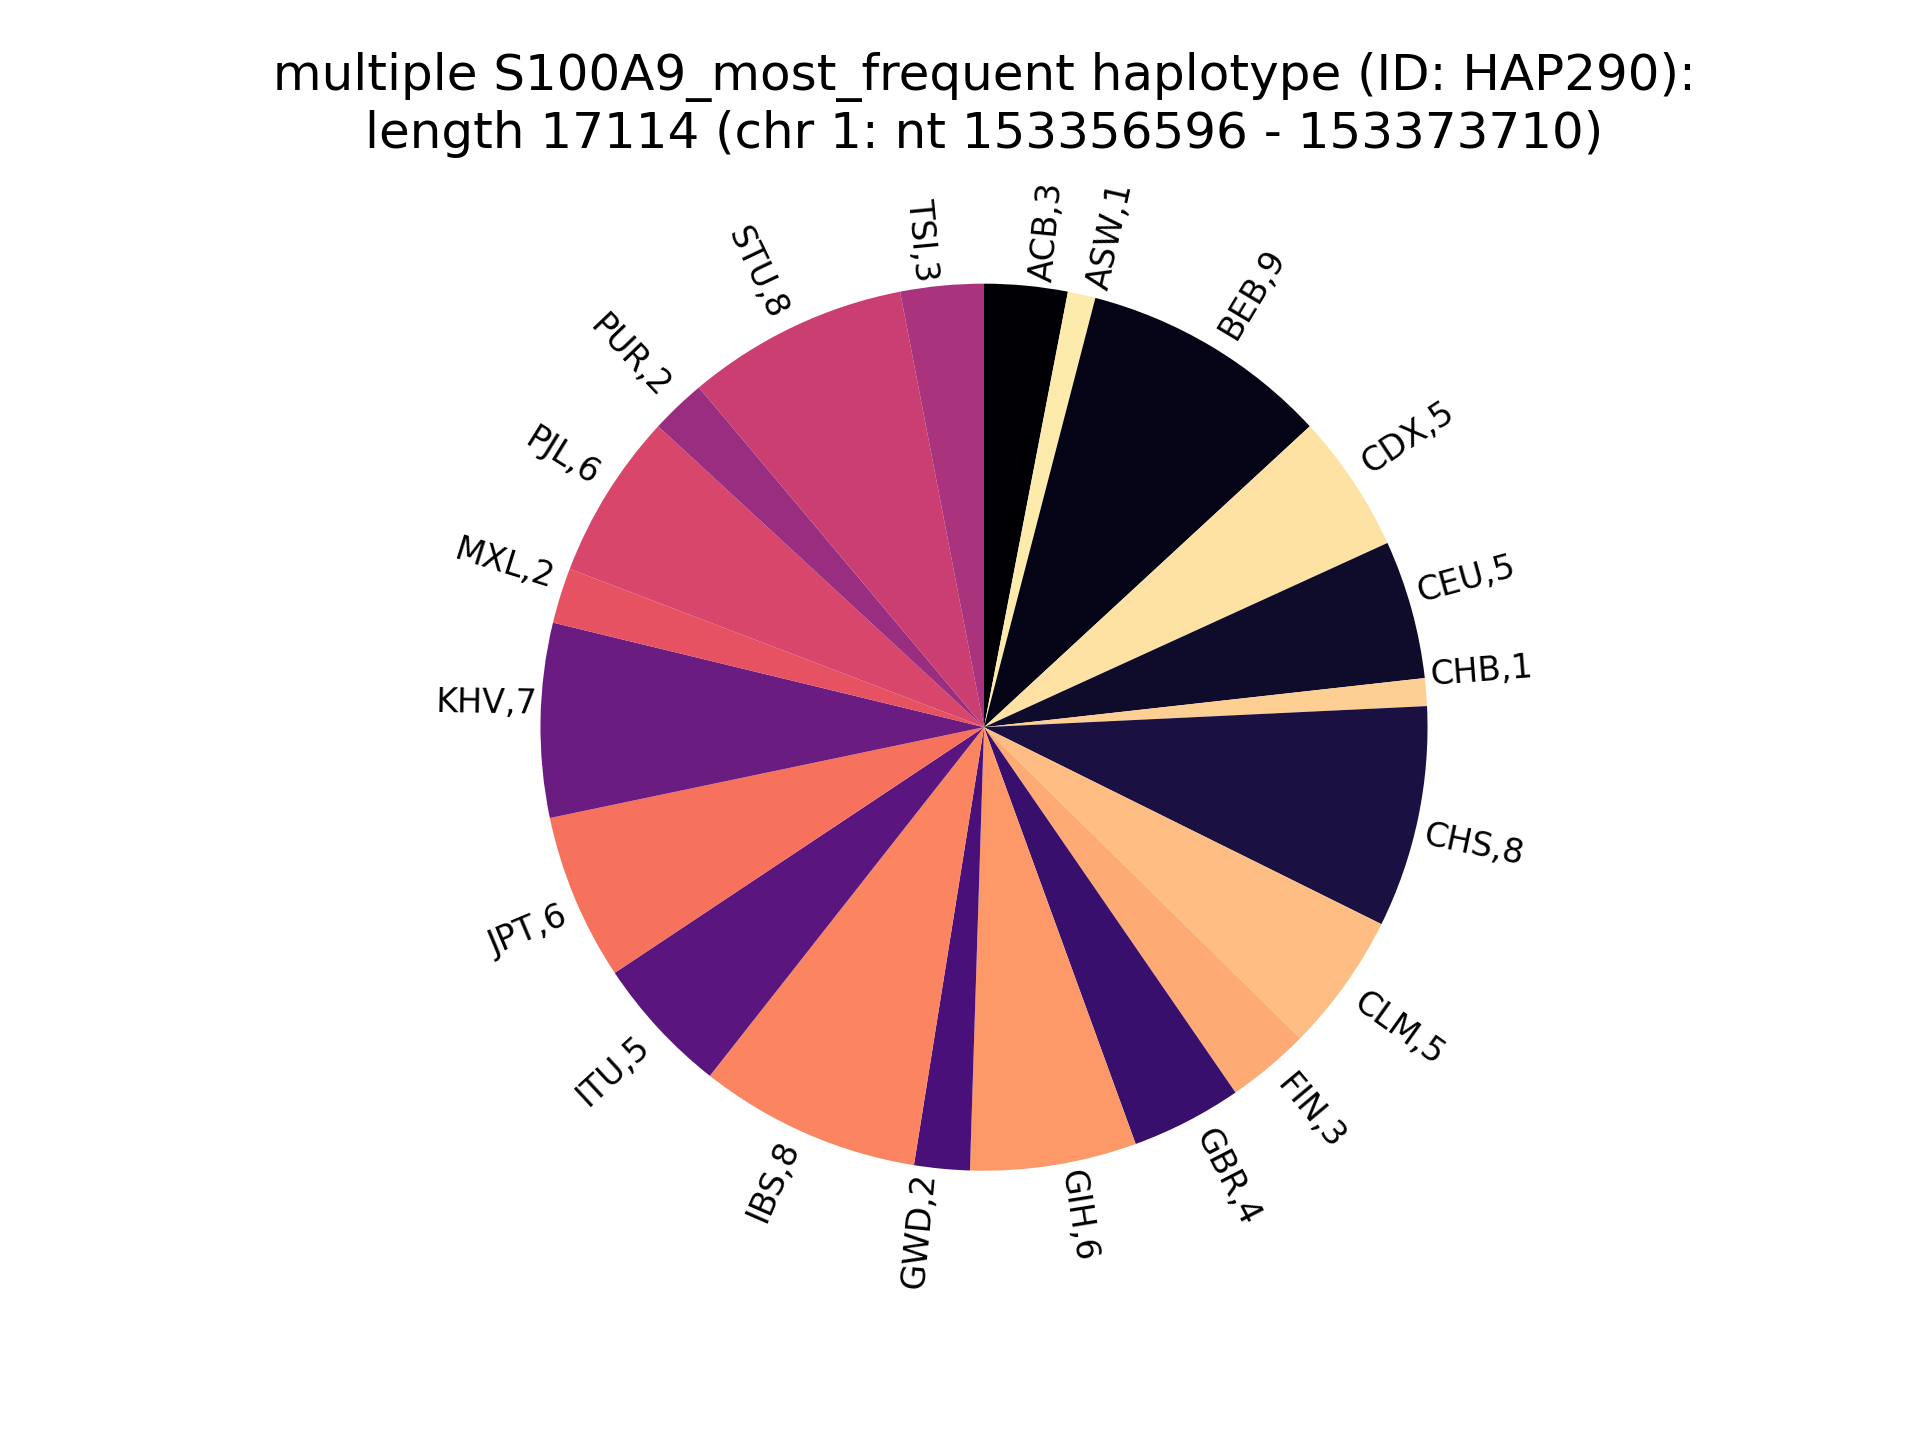 multiple S100A9_most_frequent haplotype (ID: HAP290):
length 17114 (chr 1: nt 153356596 - 153373710)
ACB,3
ASW,1
BEB,9
CDX,5
CEU,5
CHB,1
CHS,8
CLM,5
FIN,3
GBR,4
GIH,6
GWD,2
IBS,8
ITU,5
JPT,6
KHV,7
MXL,2
PJL,6
PUR,2
STU,8
TSI,3